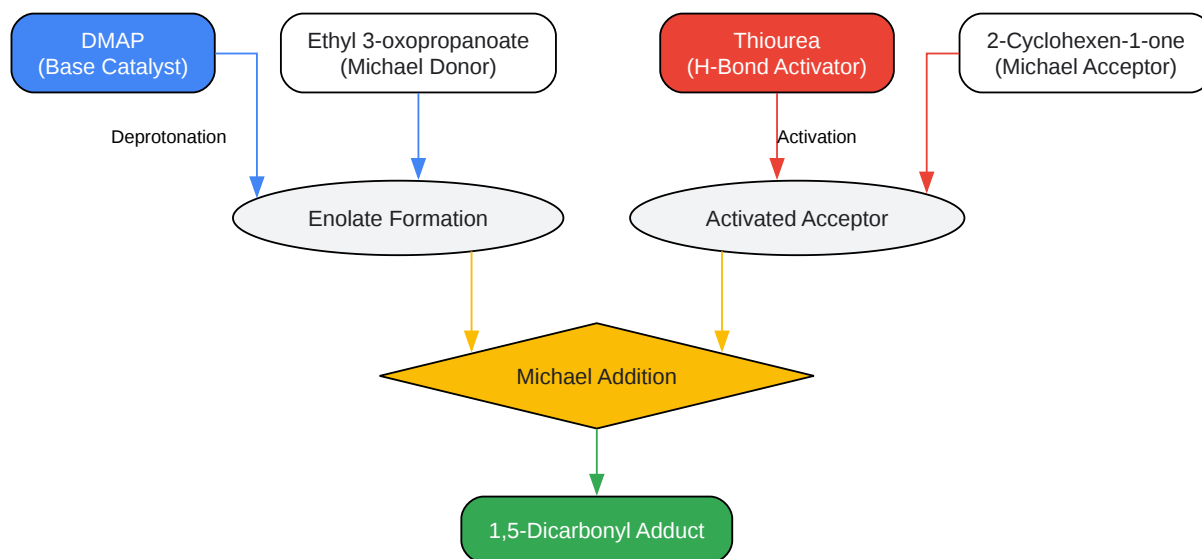 DMAP
(Base Catalyst)
Ethyl 3-oxopropanoate
(Michael Donor)
Thiourea
(H-Bond Activator)
2-Cyclohexen-1-one
(Michael Acceptor)
Deprotonation
Activation
Enolate Formation
Activated Acceptor
Michael Addition
1,5-Dicarbonyl Adduct